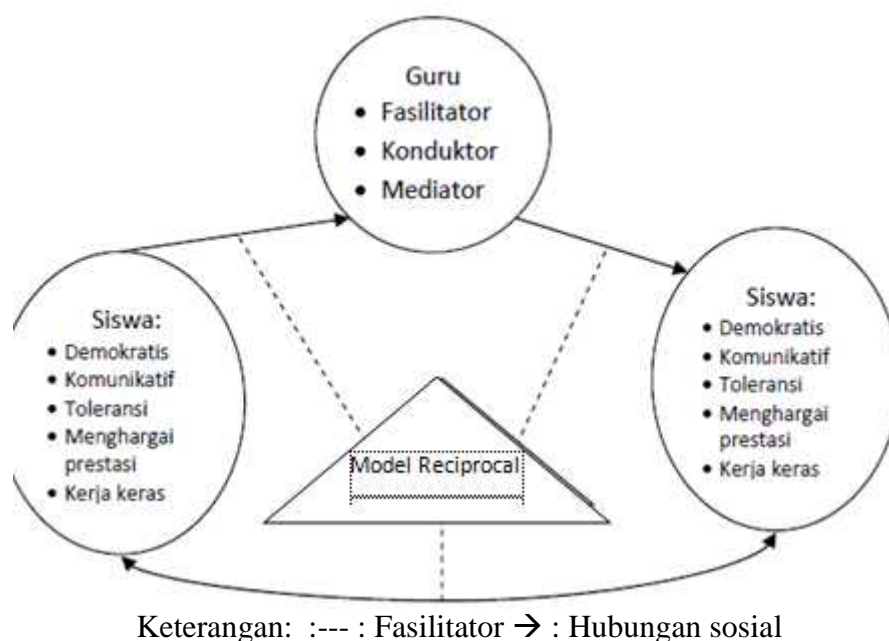 Guru
• Fasilitator
• Konduktor
• Mediator
Siswa:
• Demokratis
• Komunikatif
• Toleransi
• Menghargai
prestasi
• Kerja keras
Siswa:
• Demokratis
• Komunikatif
• Toleransi
• Menghargai
prestasi
• Kerja keras
Model Reciprocal
Keterangan: :--- : Fasilitator → : Hubungan sosial